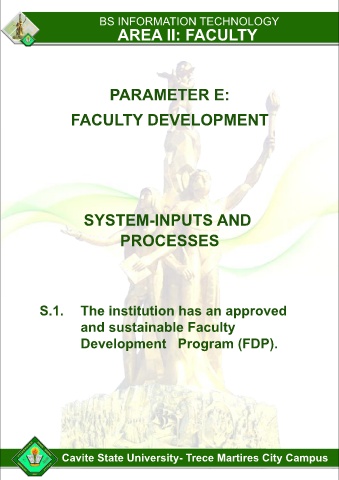 BS INFORMATION TECHNOLOGY
AREA II: FACULTY
PARAMETER E:
FACULTY DEVELOPMENT
SYSTEM-INPUTS AND
PROCESSES
S.1. The institution has an approved
and sustainable Faculty
Development Program (FDP).
Cavite State University- Trece Martires City Campus